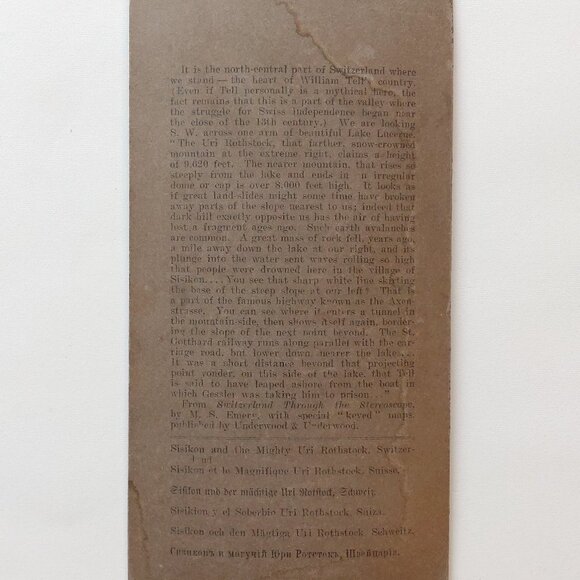 It is the north-central part of Switzerland where
we stand — the heart of William Tell's country.
(Even if Tell personally is a mythical hero, the
fact remains that this is a part of the valley where
the struggle for Swiss independence began near
the close of the 13th century.) We are looking
S. W. across one arm of beautiful Lake Lucerne.
"The Uri Rothstock, that farther, snow-crowned
mountain at the extreme right, claims a height
of 9,620 feet. The nearer mountain, that rises so
steeply from the lake and ends in a irregular
dome or cap is over 8,000 feet high. It looks as
if great land-slides might some time have broken
away parts of the slope nearest to us; indeed that
dark hill exactly opposite us has the air of having
lost a fragment ages ago. Such earth avalanches
are common. A great mass of rock fell, years ago,
a mile away down the lake at our right, and its
plunge into the water sent waves rolling so high
that people were drowned here in the village of
Sisikon.... You see that sharp white line skirting
the base of the steep slope at our left? That is
a part of the famous highway known as the Axen-
strasse. You can see where it enters a tunnel in
the mountain-side, then shows itself again, border-
ing the slope of the next point beyond. The St.
Gotthard railway runs along parallel with the car-
riage road, but lower down, nearer the lake....
It was a short distance beyond that projecting
point yonder, on this side of the lake, that Tell
is said to have leaped ashore from the boat in
which Gessler was taking him to prison. . ."
From Switzerland Through the Stereoscope,
by M. S. Emery, with special "keyed" maps,
published by Underwood & Underwood.
Sisikon and the Mighty Uri Rothstock, Switzer-
land
Sisikon et le Magnifique Uri Rothstock, Suisse.
Sisikon und der mächtige Uri Rotstock, Schweiz
Sisikon y el Soberbio Uri Rothstock, Suiza.
Sisikon och den Mägtiga Uri Rothstock, Schweitz.
Сизиконъ и могучій Юри Ротстокъ, Швейцарія.